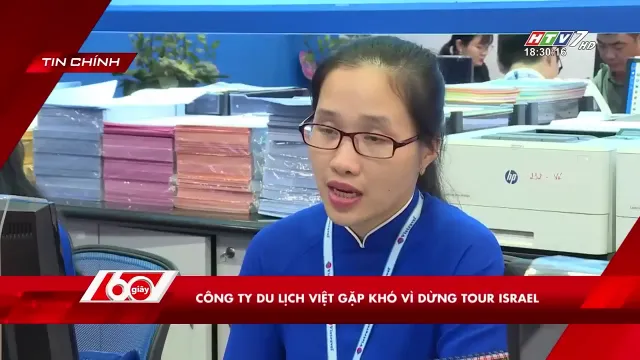 TIN CHÍNH
HTV7 HD
18:30:16
hp
60 giây
CÔNG TY DU LỊCH VIỆT GẶP KHÓ VÌ DỪNG TOUR ISRAEL